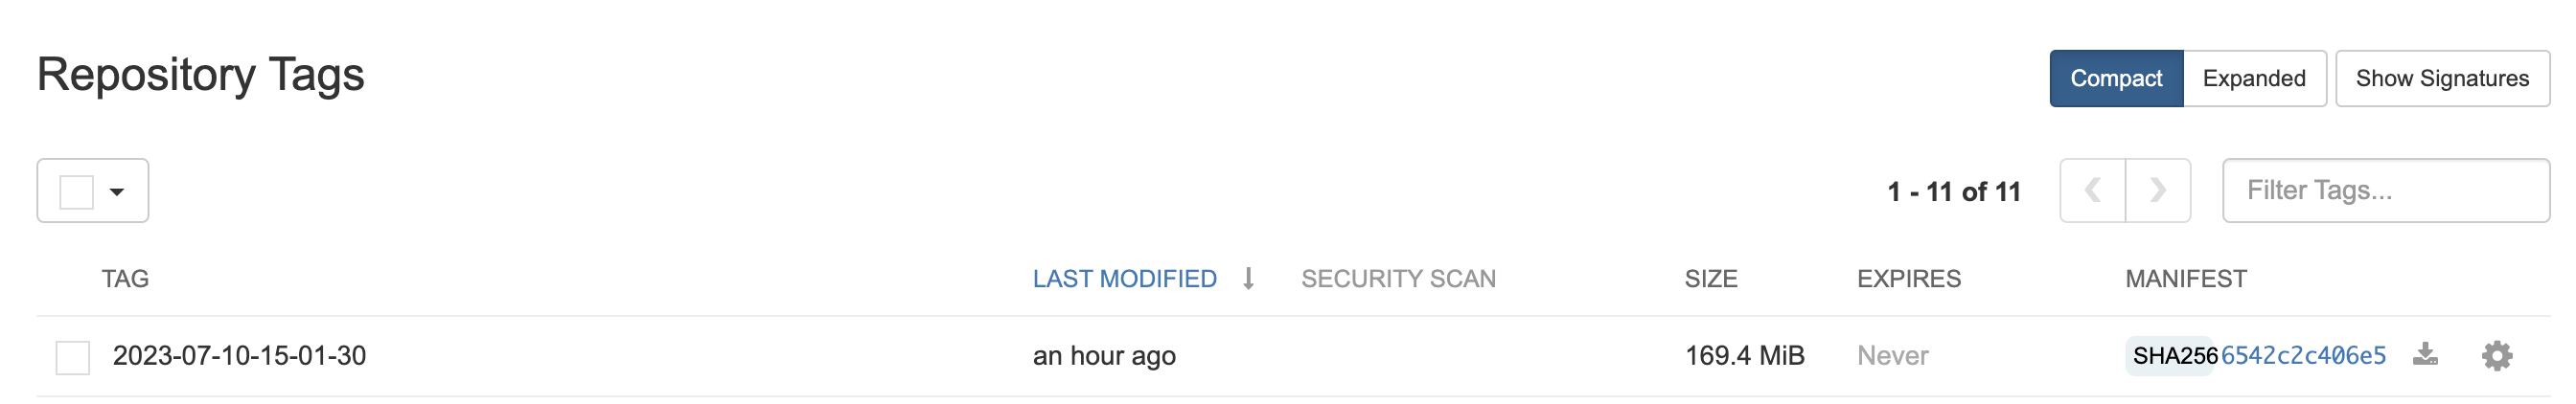 Repository Tags
Compact Expanded Show Signatures
1 - 11 of 11 Filter Tags...
TAG LAST MODIFIED SECURITY SCAN SIZE EXPIRES MANIFEST
2023-07-10-15-01-30 an hour ago 169.4 MiB Never SHA256 6542c2c406e5